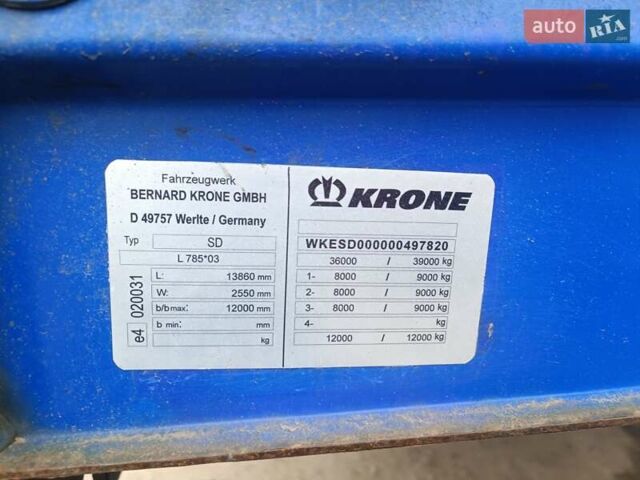 auto RIA.com
Fahrzeugwerk
BERNARD KRONE GMBH
D 49757 Werlte / Germany
Typ SD
L 785*03
e4 020031
L: 13860 mm
W: 2550 mm
b/bmax: 12000 mm
b min: mm
kg
KRONE
WKESD000000497820
36000 / 39000 kg
1- 8000 / 9000 kg
2- 8000 / 9000 kg
3- 8000 / 9000 kg
4- kg
12000 / 12000 kg